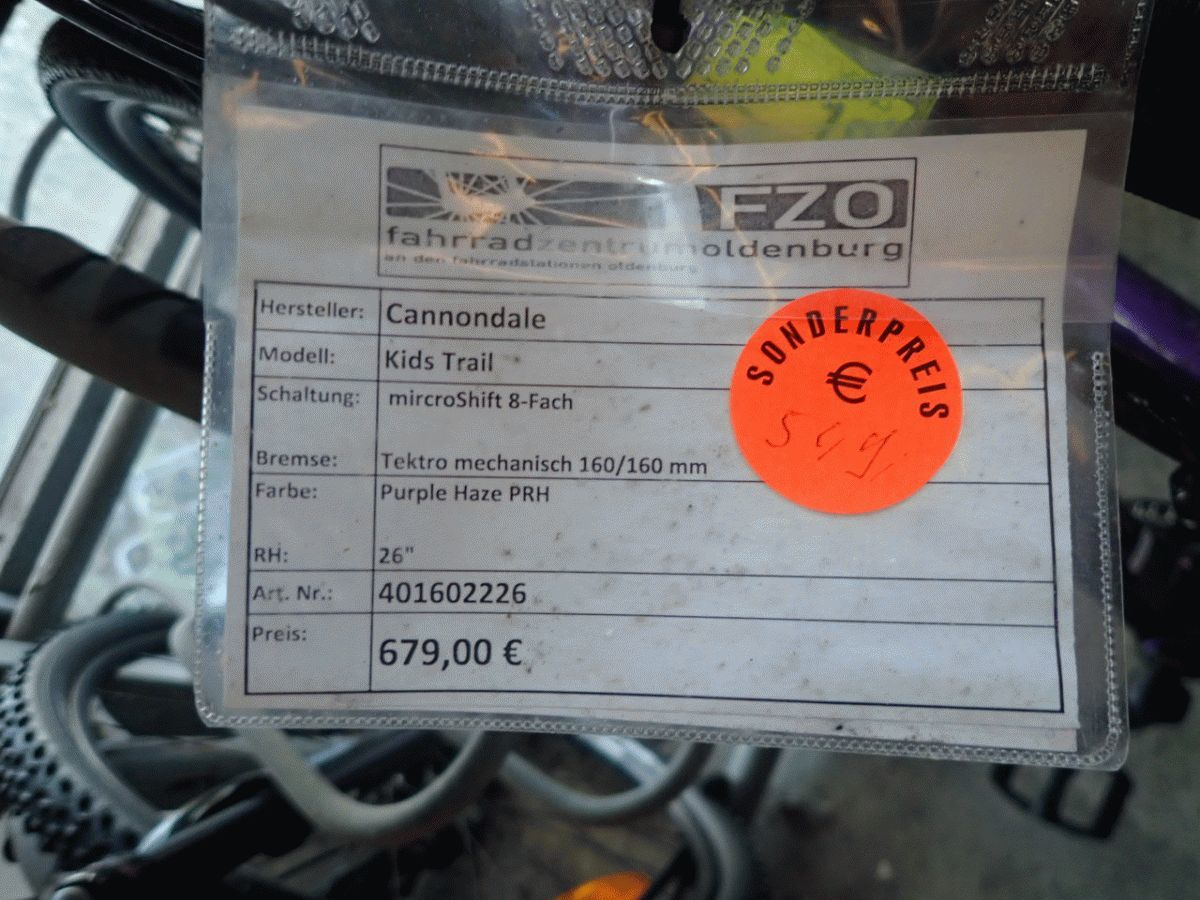 FZO
fahrradzentrumoldenburg
an den fahrradstationen oldenburg
Hersteller: Cannondale
Modell: Kids Trail
Schaltung: mircroShift 8-Fach
Bremse: Tektro mechanisch 160/160 mm
Farbe: Purple Haze PRH
RH: 26"
Art. Nr.: 401602226
Preis: 679,00 €
SONDERPREIS
€